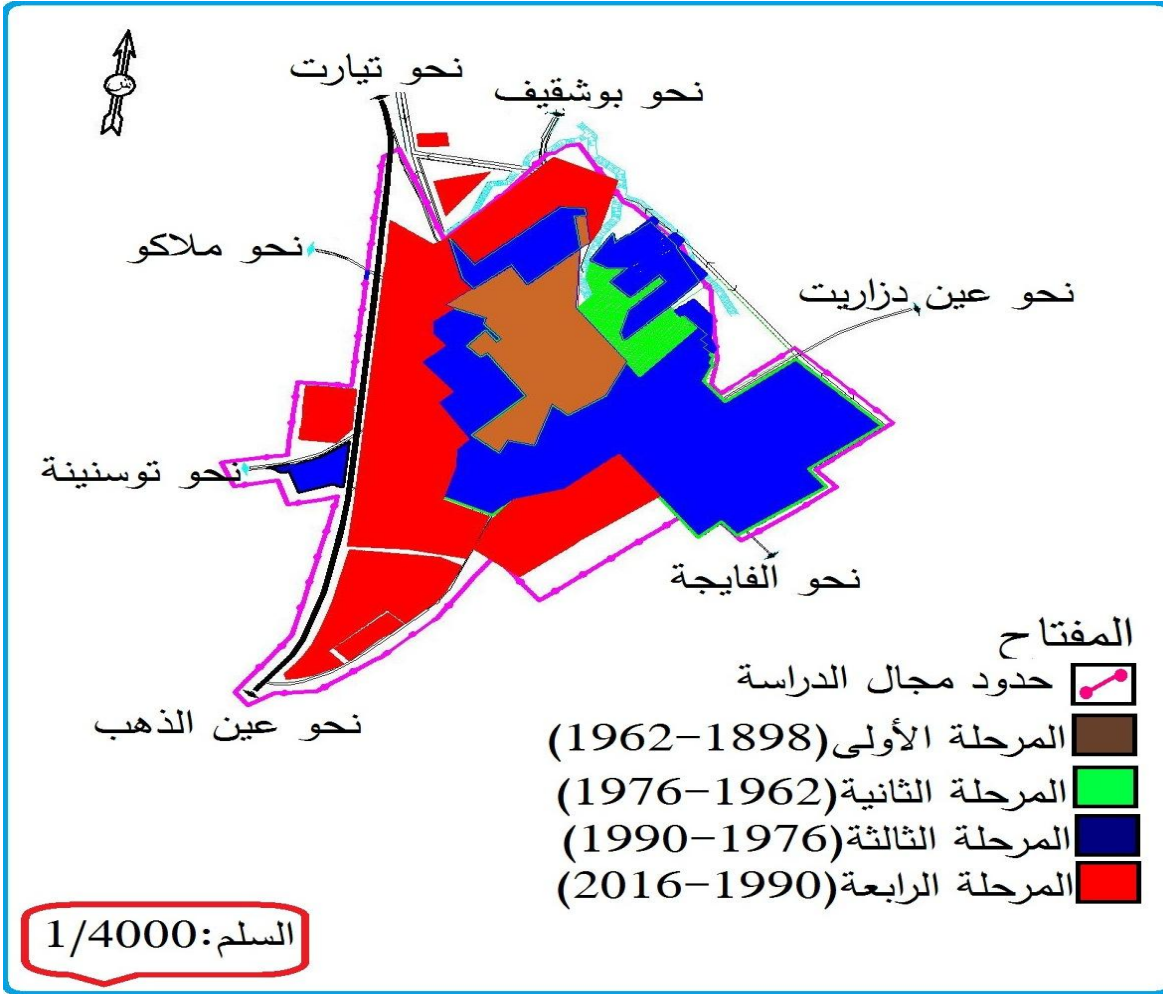 نحو تيارت
نحو بوشقيف
نحو ملاكو
نحو عين دزاريت
نحو توسنينة
نحو الفايجة
نحو عين الذهب
المفتاح
حدود مجال الدراسة
المرحلة الأولى(1898-1962)
المرحلة الثانية(1962-1976)
المرحلة الثالثة(1976-1990)
المرحلة الرابعة(1990-2016)
السلم:1/4000